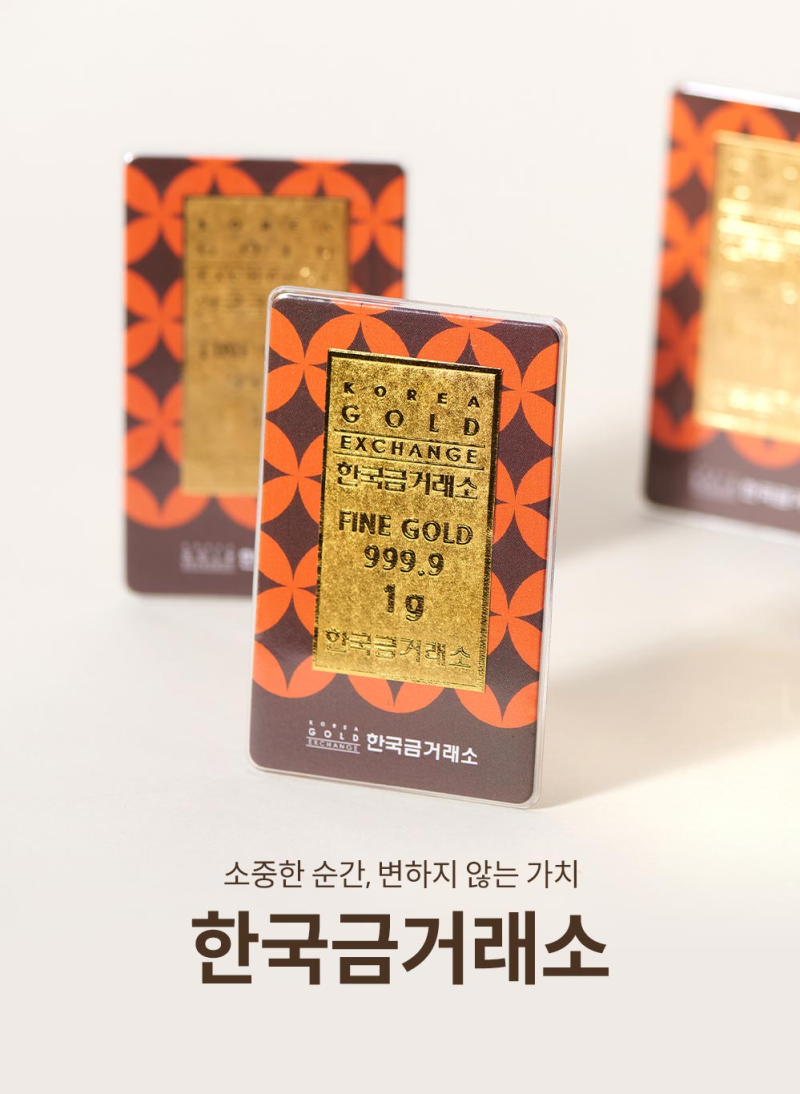 KOREA
GOLD
EXCHANGE
한국금거래소
FINE GOLD
999.9
1g
한국금거래소
KOREA
GOLD
EXCHANGE
한국금거래소
소중한 순간, 변하지 않는 가치
한국금거래소